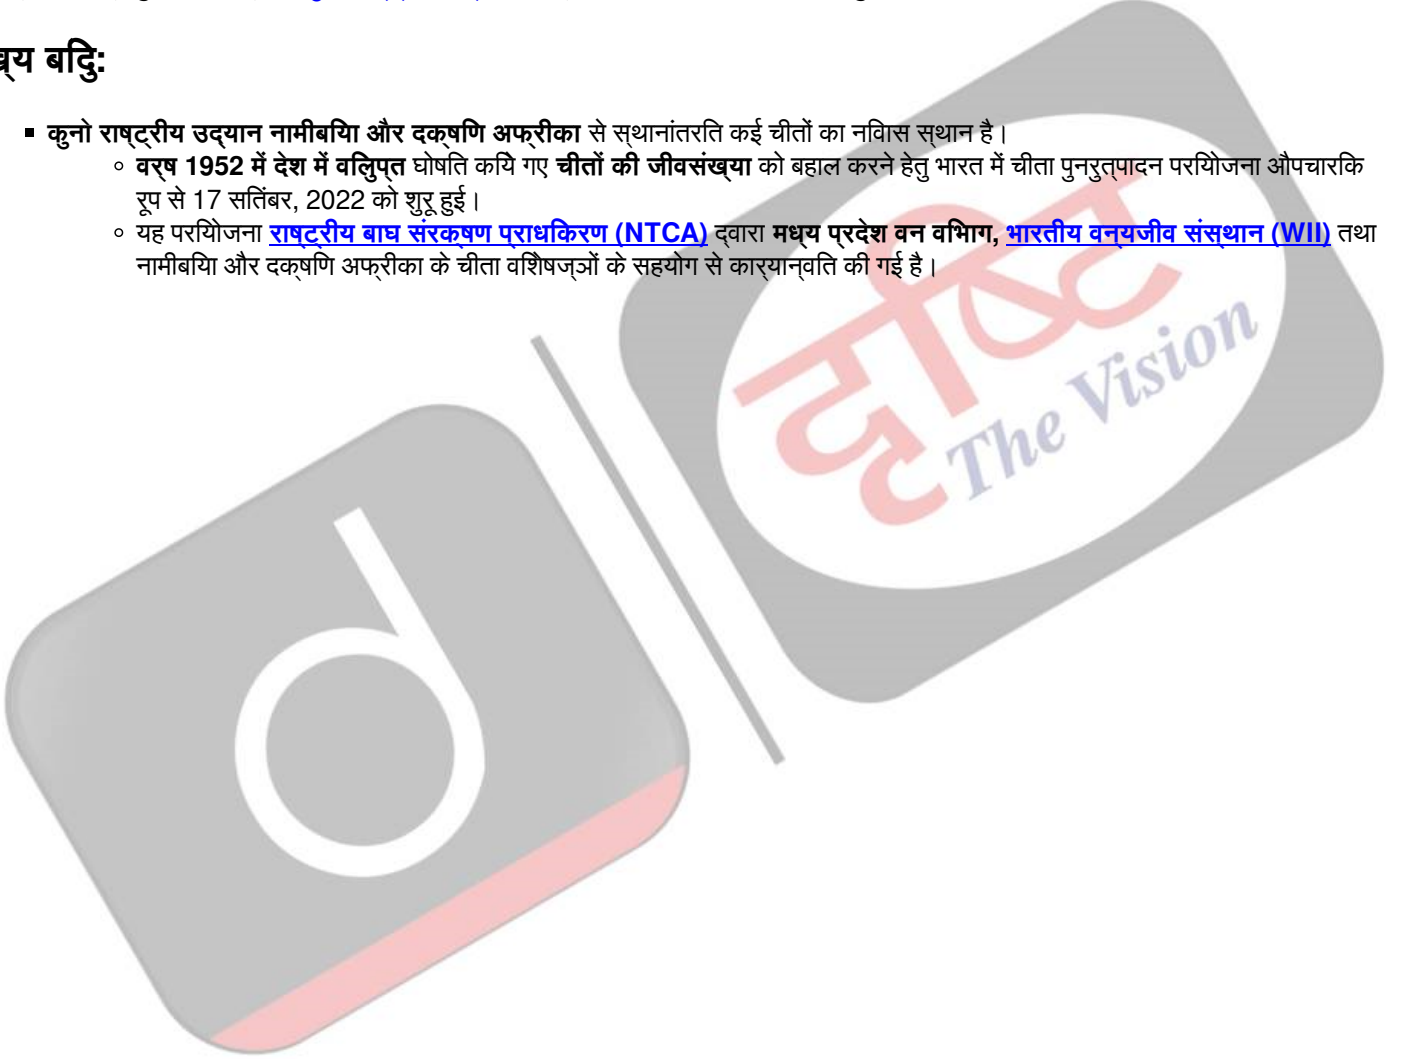 ख्य बिंदु:
कुनो राष्ट्रीय उद्यान नामीबिया और दक्षिण अफ्रीका से स्थानांतरित कई चीतों का निवास स्थान है।
वर्ष 1952 में देश में विलुप्त घोषित किये गए चीतों की जीवसंख्या को बहाल करने हेतु भारत में चीता पुनरुत्पादन परियोजना औपचारिक
रूप से 17 सितंबर, 2022 को शुरू हुई।
यह परियोजना राष्ट्रीय बाघ संरक्षण प्राधिकरण (NTCA) द्वारा मध्य प्रदेश वन विभाग, भारतीय वन्यजीव संस्थान (WII) तथा
नामीबिया और दक्षिण अफ्रीका के चीता विशेषज्ञों के सहयोग से कार्यान्वित की गई है।
दृष्टि
The Vision
d